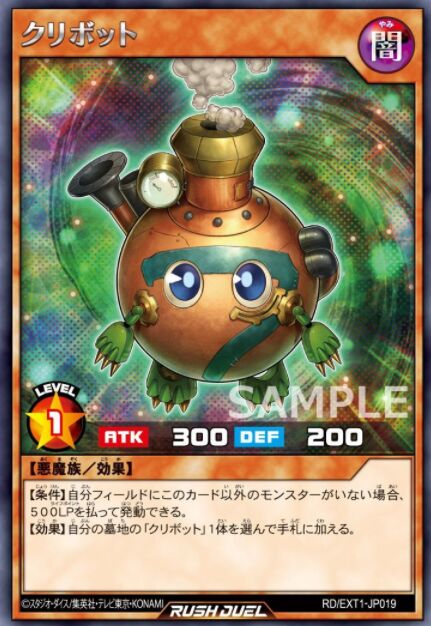 クリボット
やみ
闇
SAMPLE
LEVEL
1
ATK 300 DEF 200
【悪魔族/効果】
【条件】自分フィールドにこのカード以外のモンスターがいない場合、
500LPを払って発動できる。
【効果】自分の墓地の「クリボット」1体を選んで手札に加える。
©スタジオ・ダイス/集英社・テレビ東京・KONAMI
RUSH DUEL
RD/EXT1-JP019